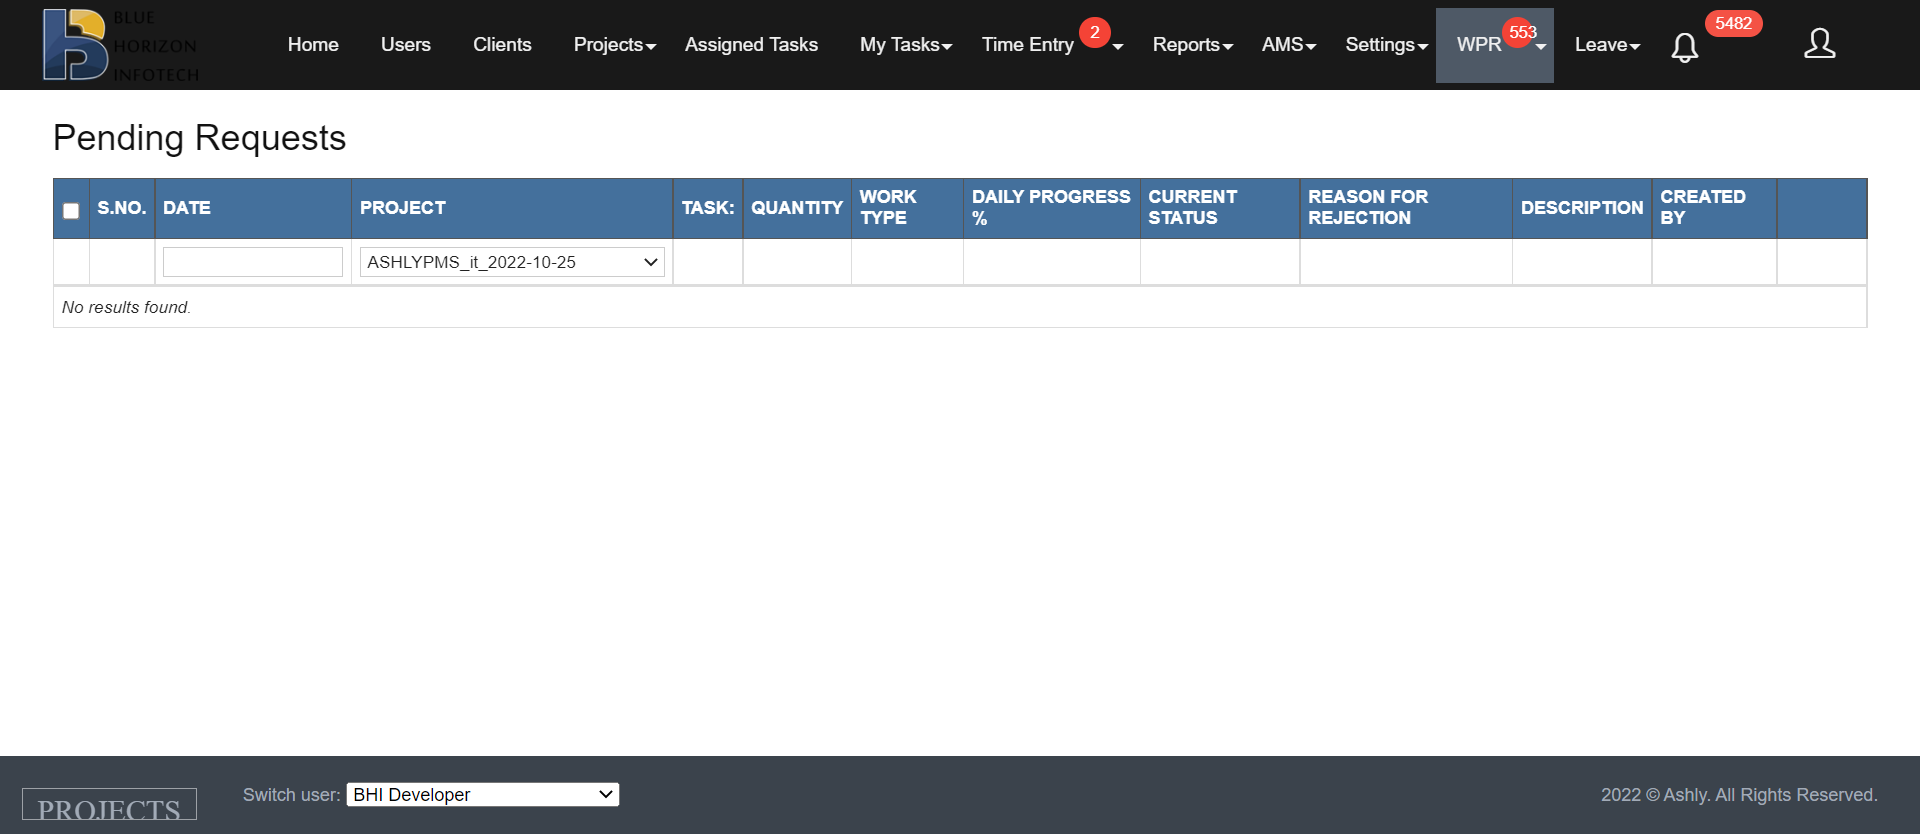 BLUE
HORIZON
INFOTECH
Home Users Clients Projects Assigned Tasks My Tasks Time Entry 2 Reports AMS Settings WPR 553 Leave 5482
Pending Requests
S.NO. DATE PROJECT TASK: QUANTITY WORK TYPE DAILY PROGRESS % CURRENT STATUS REASON FOR REJECTION DESCRIPTION CREATED BY
ASHLYPMS_it_2022-10-25
No results found.
PROJECTS Switch user: BHI Developer 2022 © Ashly. All Rights Reserved.